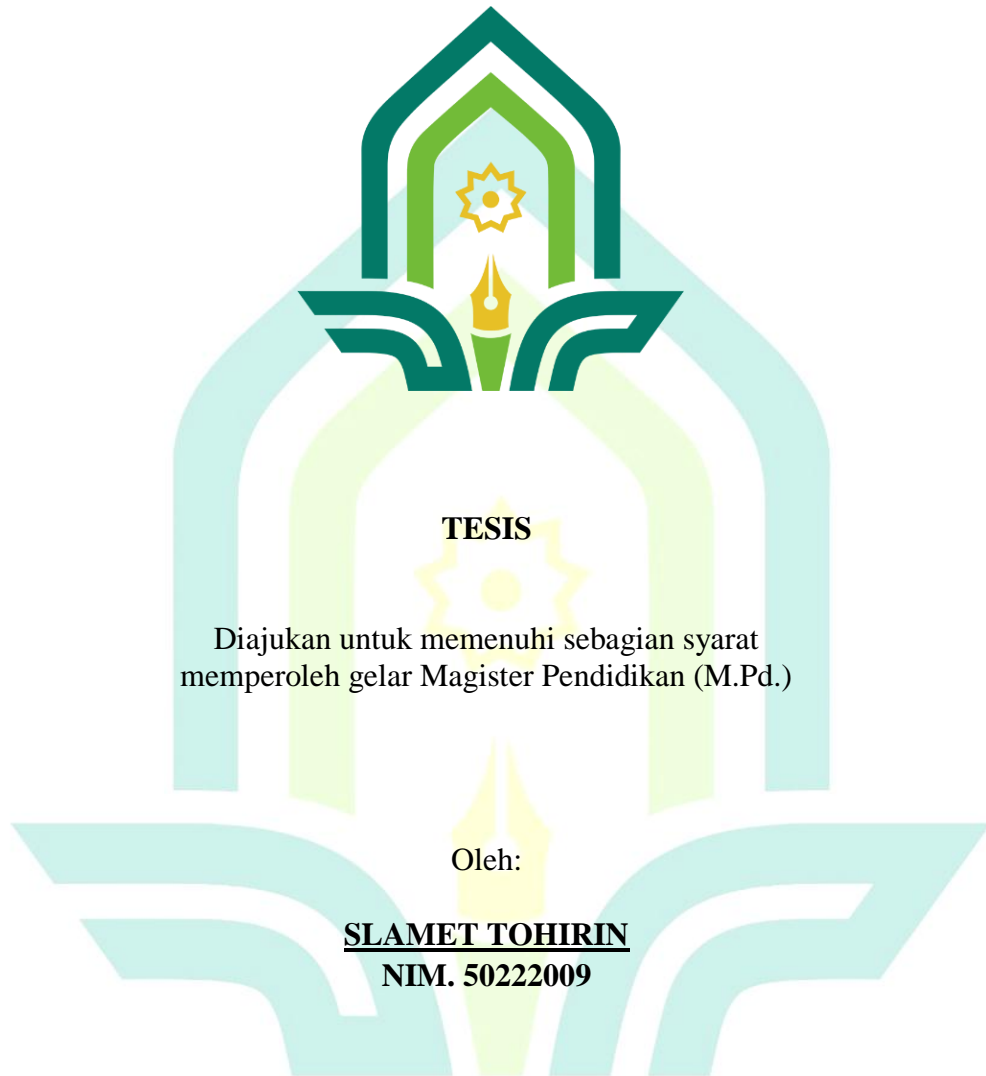 TESIS
Diajukan untuk memenuhi sebagian syarat
memperoleh gelar Magister Pendidikan (M.Pd.)
Oleh:
SLAMET TOHIRIN
NIM. 50222009